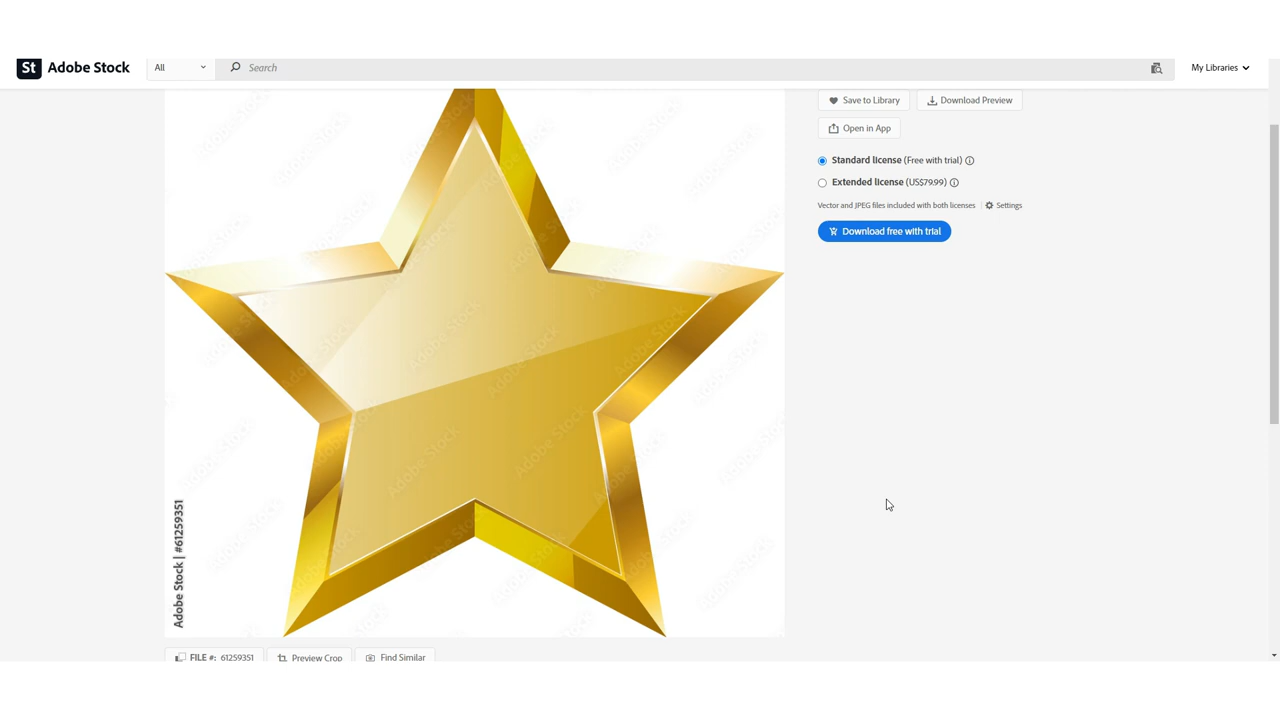 St Adobe Stock All Search My Libraries
Save to Library Download Preview
Open in App
Standard license (Free with trial)
Extended license (US$79.99)
Vector and JPEG files included with both licenses Settings
Download free with trial
Adobe Stock
Adobe Stock | #61259351
FILE #: 61259351 Preview Crop Find Similar